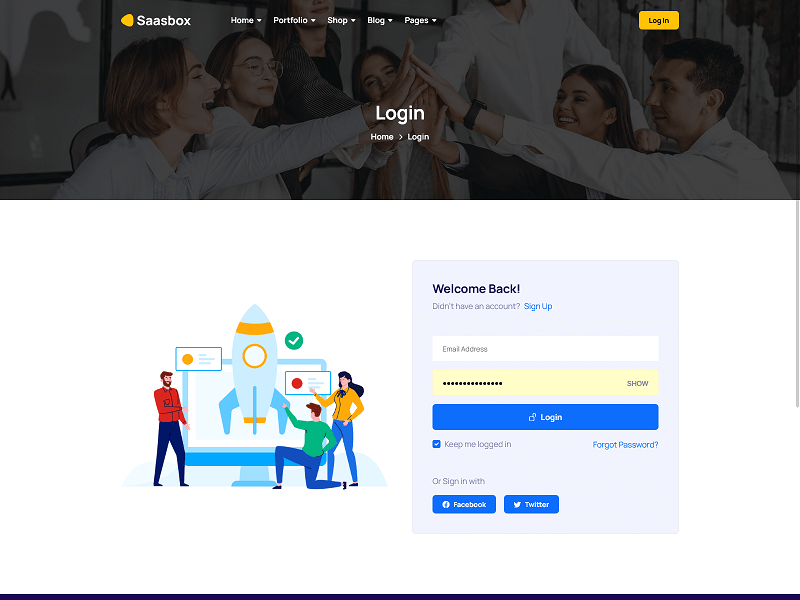 Saasbox Home Portfolio Shop Blog Pages Log In
Login
Home > Login
Welcome Back!
Didn't have an account? Sign Up
Email Address
••••••••••••••• SHOW
Login
Keep me logged in Forgot Password?
Or Sign in with
Facebook Twitter